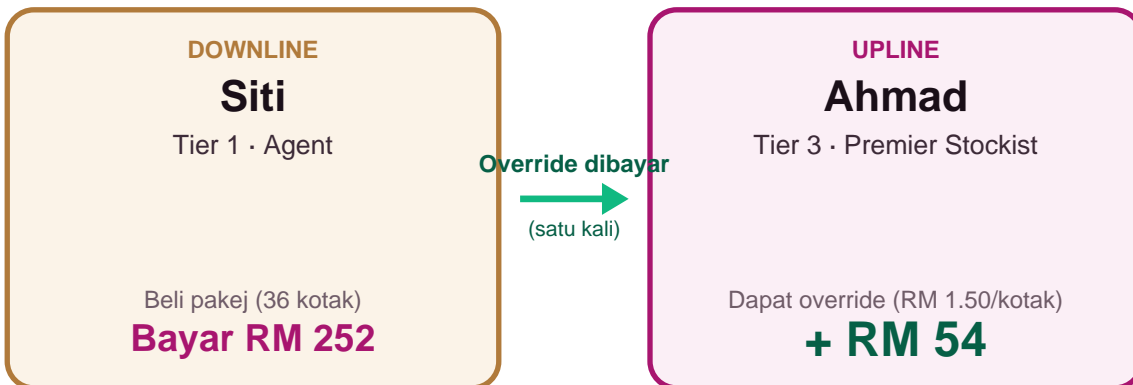 DOWNLINE
Siti
Tier 1 · Agent
Beli pakej (36 kotak)
Bayar RM 252
Override dibayar
(satu kali)
UPLINE
Ahmad
Tier 3 · Premier Stockist
Dapat override (RM 1.50/kotak)
+ RM 54